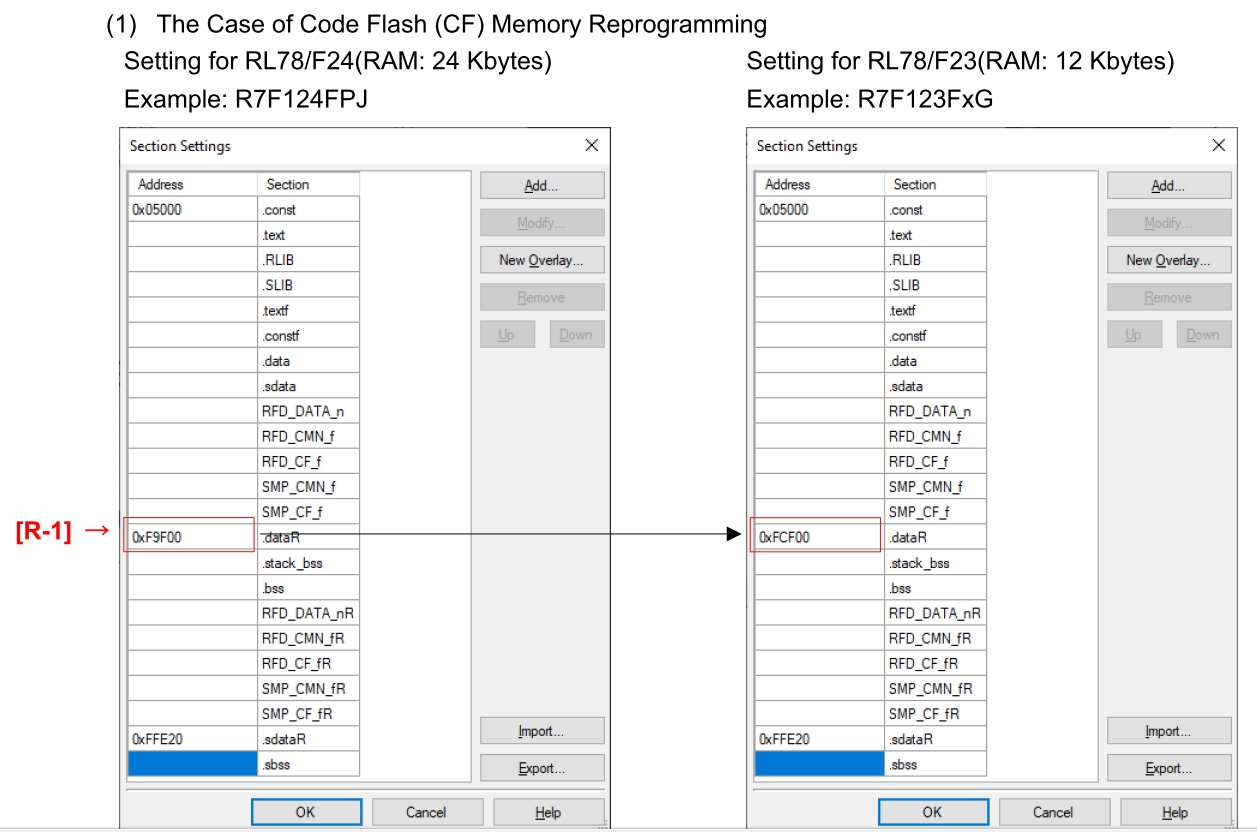 (1) The Case of Code Flash (CF) Memory Reprogramming
Setting for RL78/F24(RAM: 24 Kbytes)
Example: R7F124FPJ
Section Settings
Address Section
0x05000 .const
.text
.RLIB
.SLIB
.textf
.constf
.data
.sdata
RFD_DATA_n
RFD_CMN_f
RFD_CF_f
SMP_CMN_f
SMP_CF_f
[R-1] → 0xF9F00 .dataR
.stack_bss
.bss
RFD_DATA_nR
RFD_CMN_fR
RFD_CF_fR
SMP_CMN_fR
SMP_CF_fR
0xFFE20 .sdataR
.sbss
Add...
Modify...
New Overlay...
Remove
Up Down
Import...
Export...
OK Cancel Help
Setting for RL78/F23(RAM: 12 Kbytes)
Example: R7F123FxG
Section Settings
Address Section
0x05000 .const
.text
.RLIB
.SLIB
.textf
.constf
.data
.sdata
RFD_DATA_n
RFD_CMN_f
RFD_CF_f
SMP_CMN_f
SMP_CF_f
0xFCF00 .dataR
.stack_bss
.bss
RFD_DATA_nR
RFD_CMN_fR
RFD_CF_fR
SMP_CMN_fR
SMP_CF_fR
0xFFE20 .sdataR
.sbss
Add...
Modify...
New Overlay...
Remove
Up Down
Import...
Export...
OK Cancel Help